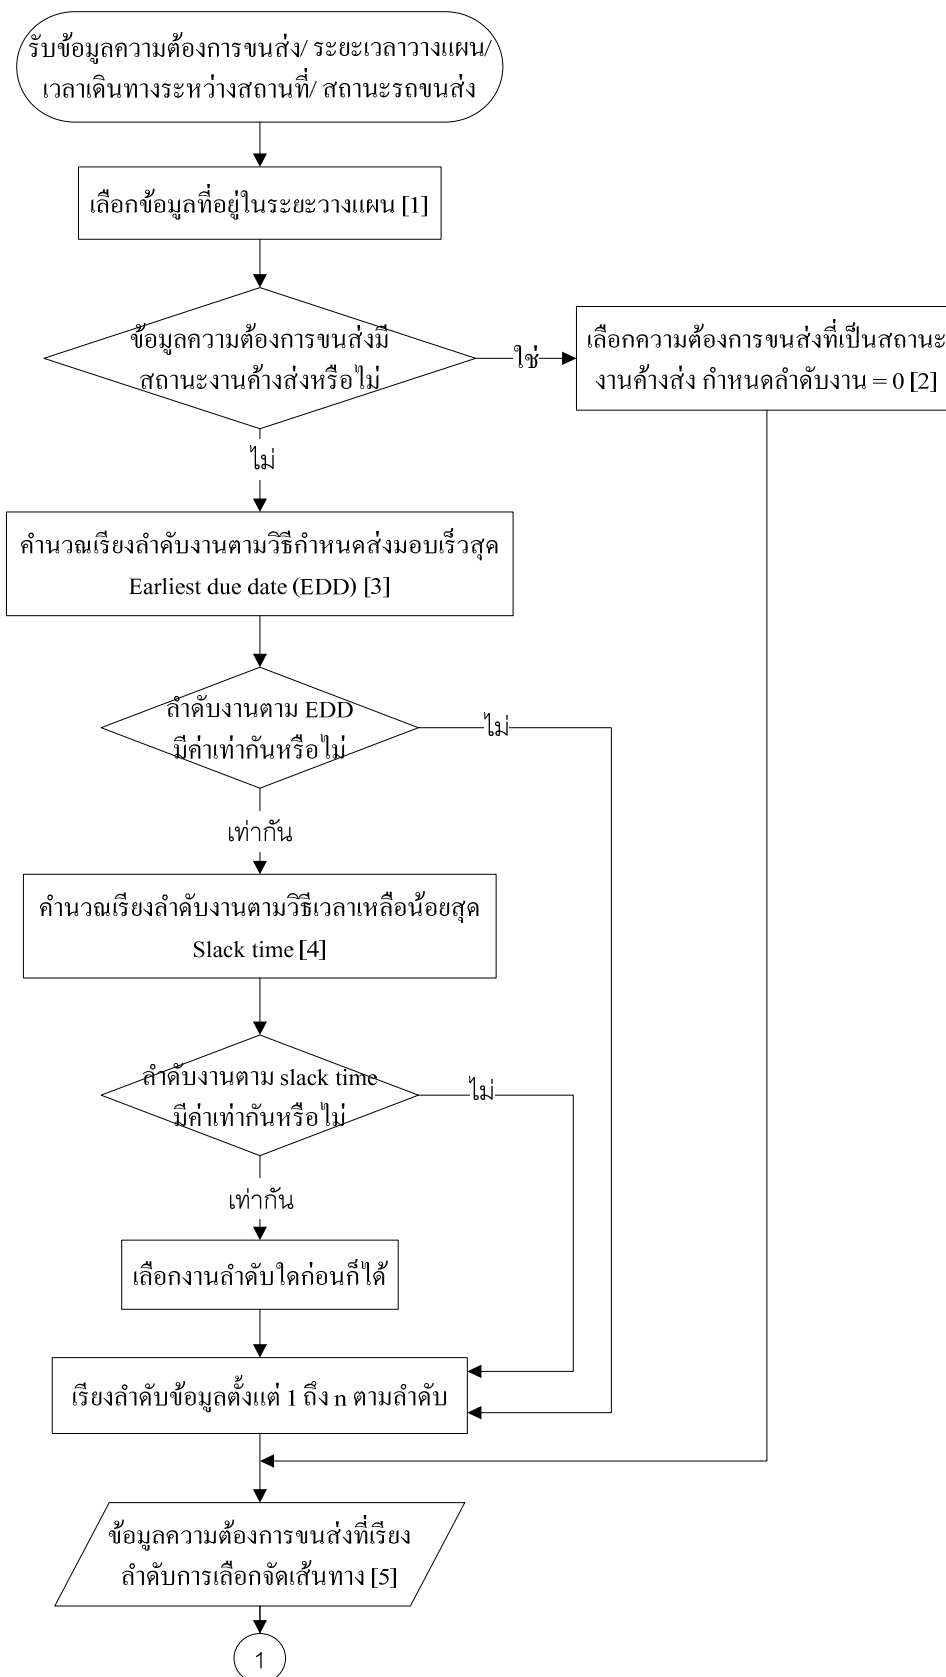 รับข้อมูลความต้องการขนส่ง/ ระยะเวลาวางแผน/
เวลาเดินทางระหว่างสถานที่/ สถานะรถขนส่ง
เลือกข้อมูลที่อยู่ในระยะวางแผน [1]
ข้อมูลความต้องการขนส่งมี
สถานะงานค้างส่งหรือไม่
ใช่
เลือกความต้องการขนส่งที่เป็นสถานะ
งานค้างส่ง กำหนดลำดับงาน = 0 [2]
ไม่
คำนวณเรียงลำดับงานตามวิธีกำหนดส่งมอบเร็วสุด
Earliest due date (EDD) [3]
ลำดับงานตาม EDD
มีค่าเท่ากันหรือไม่
ไม่
เท่ากัน
คำนวณเรียงลำดับงานตามวิธีเวลาเหลือน้อยสุด
Slack time [4]
ลำดับงานตาม slack time
มีค่าเท่ากันหรือไม่
ไม่
เท่ากัน
เลือกงานลำดับใดก่อนก็ได้
เรียงลำดับข้อมูลตั้งแต่ 1 ถึง n ตามลำดับ
ข้อมูลความต้องการขนส่งที่เรียง
ลำดับการเลือกจัดเส้นทาง [5]
1